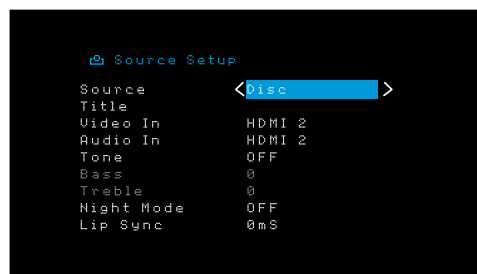 Source Setup
Source <Disc>
Title
Video In HDMI 2
Audio In HDMI 2
Tone OFF
Bass 0
Treble 0
Night Mode OFF
Lip Sync 0mS